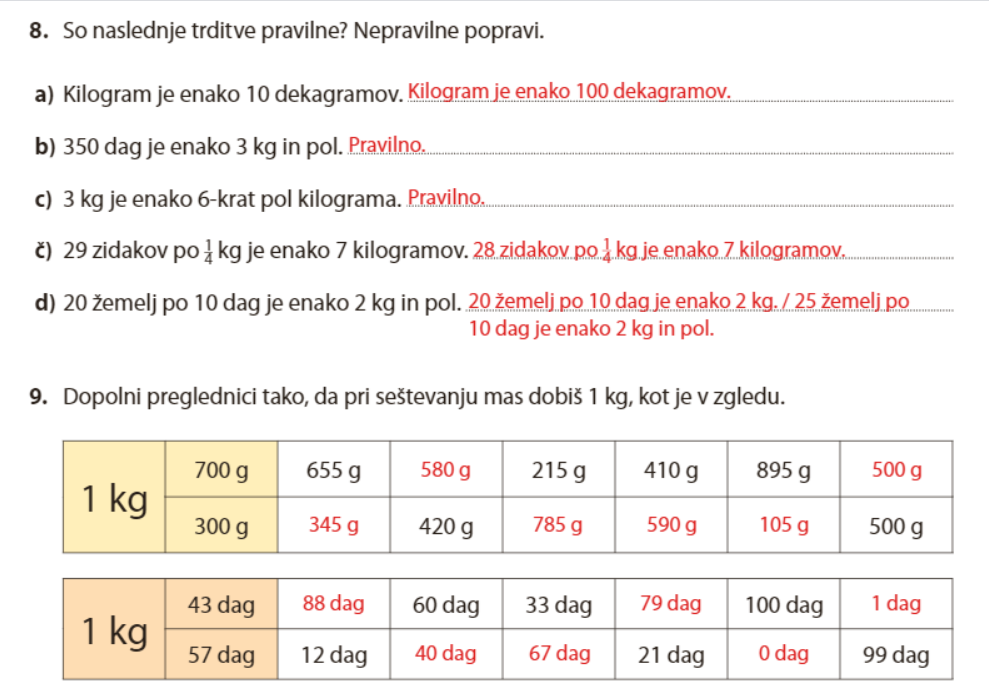 8. So naslednje trditve pravilne? Nepravilne popravi.
a) Kilogram je enako 10 dekagramov. Kilogram je enako 100 dekagramov.
b) 350 dag je enako 3 kg in pol. Pravilno.
c) 3 kg je enako 6-krat pol kilograma. Pravilno.
č) 29 zidakov po 1/4 kg je enako 7 kilogramov. 28 zidakov po 1/4 kg je enako 7 kilogramov.
d) 20 žemelj po 10 dag je enako 2 kg in pol. 20 žemelj po 10 dag je enako 2 kg. / 25 žemelj po
10 dag je enako 2 kg in pol.
9. Dopolni preglednici tako, da pri seštevanju mas dobiš 1 kg, kot je v zgledu.
1 kg
700 g 655 g 580 g 215 g 410 g 895 g 500 g
300 g 345 g 420 g 785 g 590 g 105 g 500 g
1 kg
43 dag 88 dag 60 dag 33 dag 79 dag 100 dag 1 dag
57 dag 12 dag 40 dag 67 dag 21 dag 0 dag 99 dag